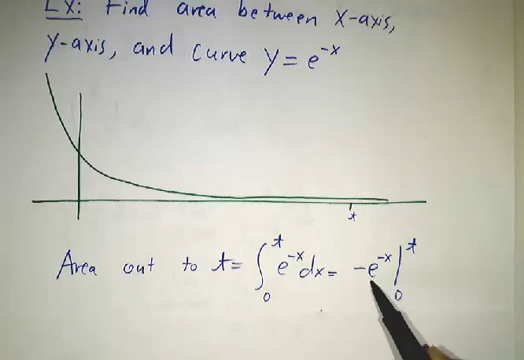 Ex: Find area between x-axis,
y-axis, and curve y = e^-x
t
Area out to t = ∫_0^t e^-x dx = -e^-x |_0^t